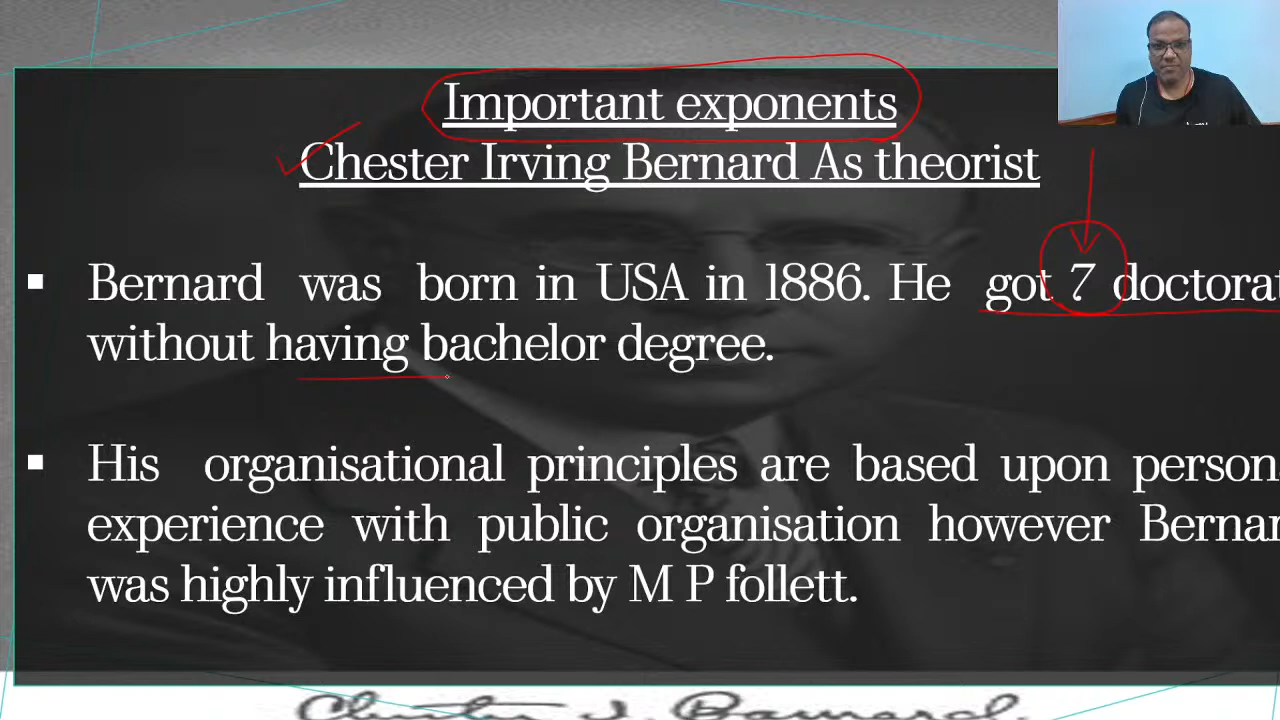 Important exponents
Chester Irving Bernard As theorist
▪ Bernard was born in USA in 1886. He got 7 doctorat
without having bachelor degree.
▪ His organisational principles are based upon person
experience with public organisation however Bernar
was highly influenced by M P follett.
Chester I. Barnard.